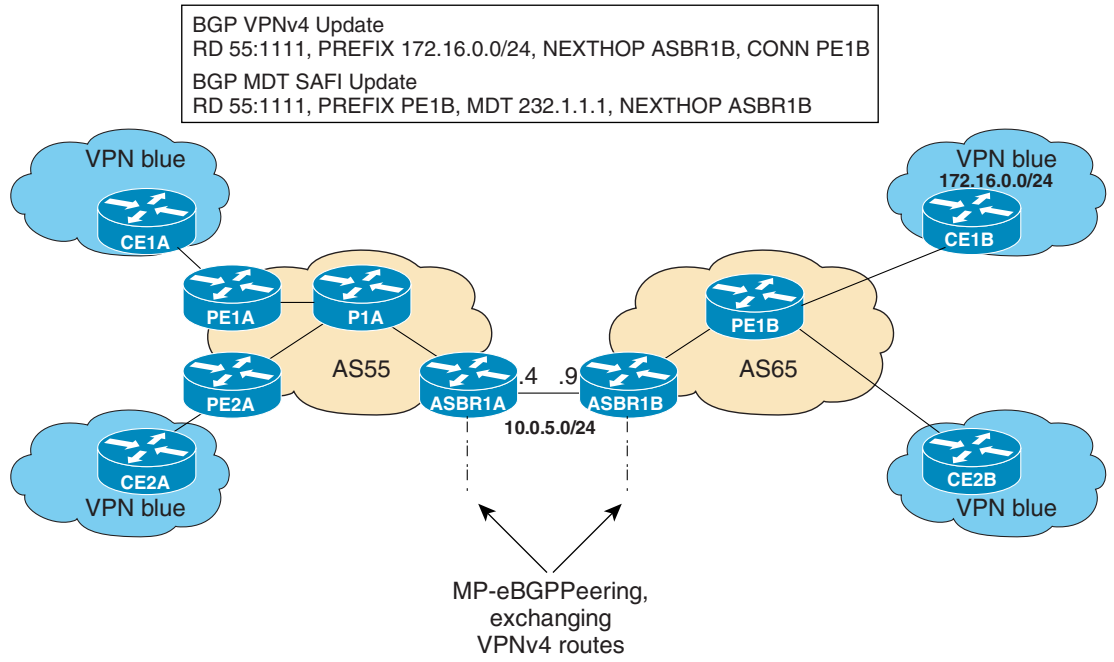 BGP VPNv4 Update
RD 55:1111, PREFIX 172.16.0.0/24, NEXTHOP ASBR1B, CONN PE1B
BGP MDT SAFI Update
RD 55:1111, PREFIX PE1B, MDT 232.1.1.1, NEXTHOP ASBR1B
VPN blue
CE1A
VPN blue
172.16.0.0/24
CE1B
PE1A
P1A
PE1B
PE2A
AS55
ASBR1A
.4
.9
ASBR1B
AS65
10.0.5.0/24
CE2A
VPN blue
CE2B
VPN blue
MP-eBGPPeering,
exchanging
VPNv4 routes